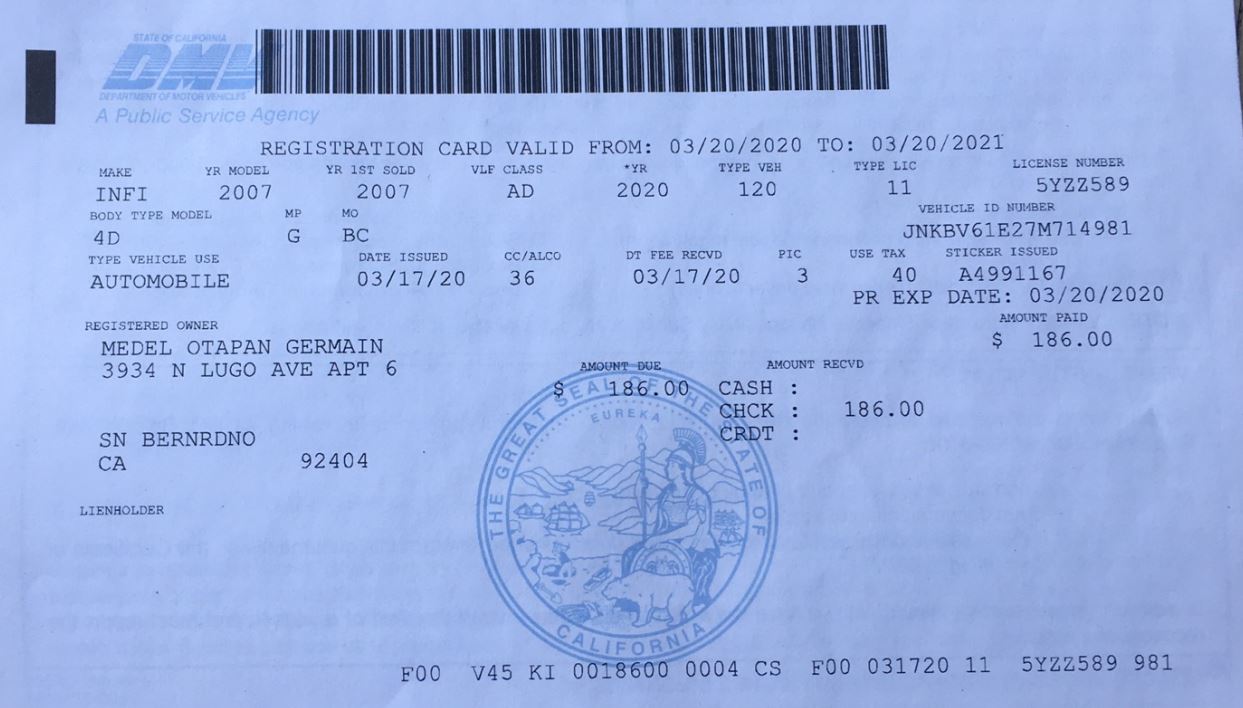 STATE OF CALIFORNIA
DMV
DEPARTMENT OF MOTOR VEHICLES
A Public Service Agency
REGISTRATION CARD VALID FROM: 03/20/2020 TO: 03/20/2021
MAKE YR MODEL YR 1ST SOLD VLF CLASS *YR TYPE VEH TYPE LIC LICENSE NUMBER
INFI 2007 2007 AD 2020 120 11 5YZZ589
BODY TYPE MODEL MP MO VEHICLE ID NUMBER
4D G BC JNKBV61E27M714981
TYPE VEHICLE USE DATE ISSUED CC/ALCO DT FEE RECVD PIC USE TAX STICKER ISSUED
AUTOMOBILE 03/17/20 36 03/17/20 3 40 A4991167
PR EXP DATE: 03/20/2020
REGISTERED OWNER AMOUNT PAID
MEDEL OTAPAN GERMAIN $ 186.00
3934 N LUGO AVE APT 6
AMOUNT DUE AMOUNT RECVD
$ 186.00 CASH :
CHCK : 186.00
CRDT :
SN BERNRDNO
CA 92404
LIENHOLDER
THE GREAT SEAL OF THE STATE OF CALIFORNIA
EUREKA
F00 V45 KI 0018600 0004 CS F00 031720 11 5YZZ589 981